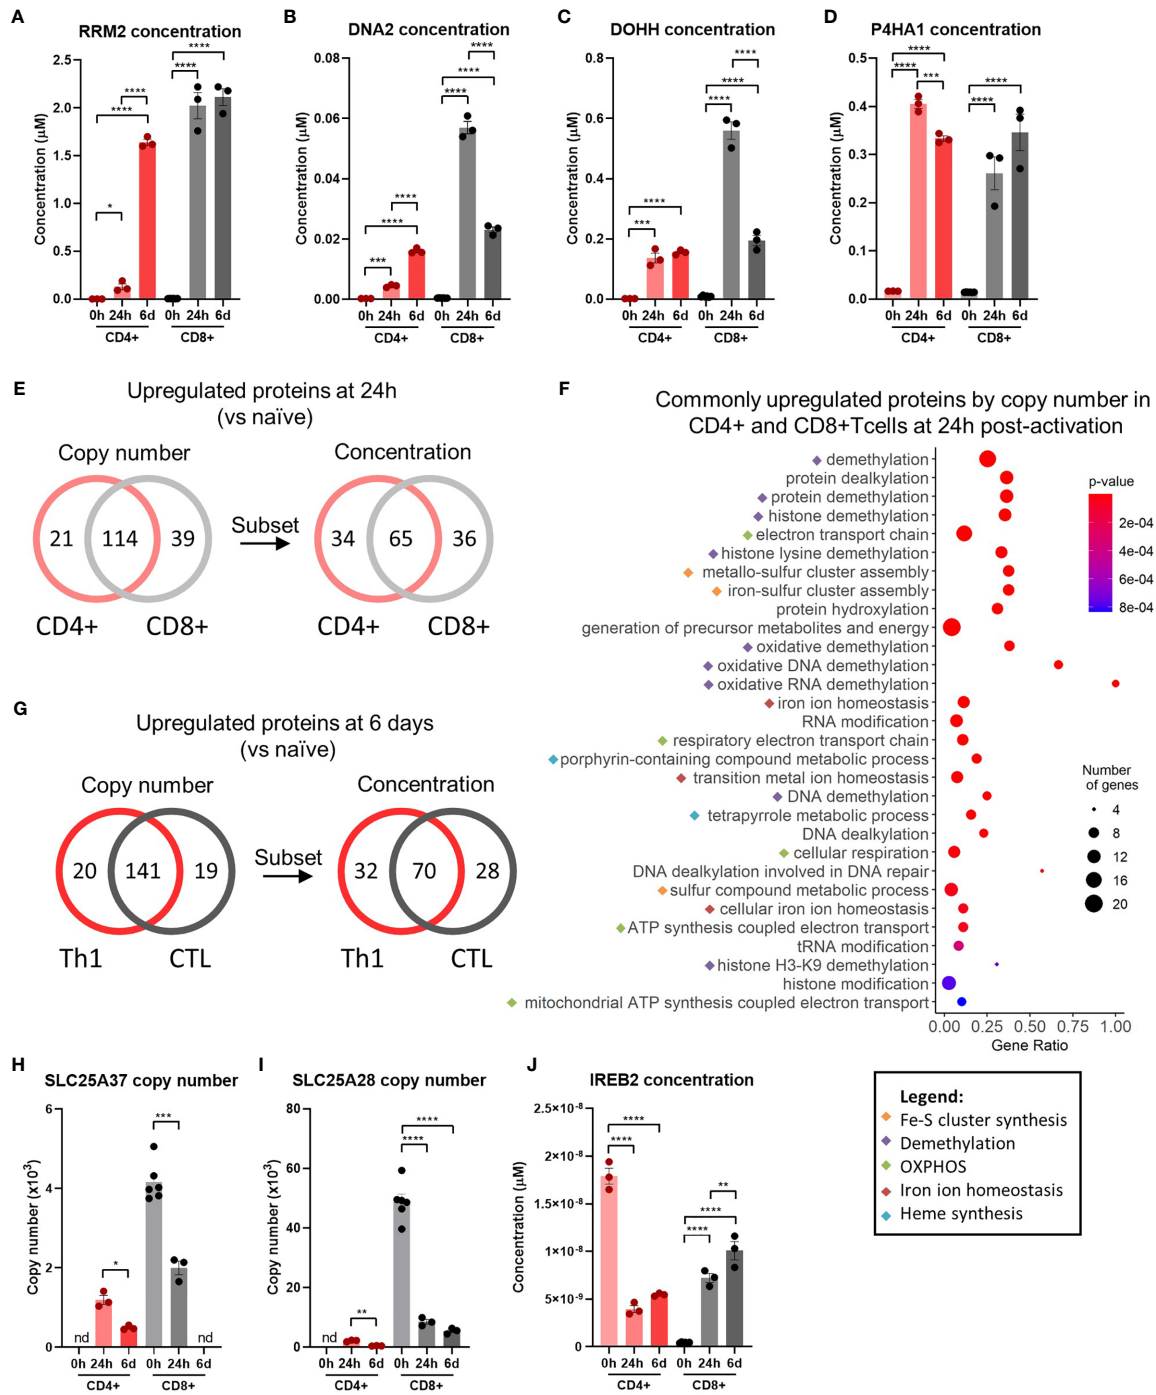 A
RRM2 concentration
Concentration (μM)
2.5
2.0
1.5
1.0
0.5
0.0
*
****
****
****
****
0h 24h 6d 0h 24h 6d
CD4+ CD8+
B
DNA2 concentration
Concentration (μM)
0.08
0.06
0.04
0.02
0.00
***
****
****
****
****
****
0h 24h 6d 0h 24h 6d
CD4+ CD8+
C
DOHH concentration
Concentration (μM)
0.8
0.6
0.4
0.2
0.0
***
****
****
****
****
0h 24h 6d 0h 24h 6d
CD4+ CD8+
D
P4HA1 concentration
Concentration (μM)
0.5
0.4
0.3
0.2
0.1
0.0
****
****
***
****
****
0h 24h 6d 0h 24h 6d
CD4+ CD8+
E
Upregulated proteins at 24h
(vs naïve)
Copy number
21 114 39
CD4+ CD8+
Subset
Concentration
34 65 36
CD4+ CD8+
F
Commonly upregulated proteins by copy number in
CD4+ and CD8+Tcells at 24h post-activation
demethylation
protein dealkylation
protein demethylation
histone demethylation
electron transport chain
histone lysine demethylation
metallo-sulfur cluster assembly
iron-sulfur cluster assembly
protein hydroxylation
generation of precursor metabolites and energy
oxidative demethylation
oxidative DNA demethylation
oxidative RNA demethylation
iron ion homeostasis
RNA modification
respiratory electron transport chain
porphyrin-containing compound metabolic process
transition metal ion homeostasis
DNA demethylation
tetrapyrrole metabolic process
DNA dealkylation
cellular respiration
DNA dealkylation involved in DNA repair
sulfur compound metabolic process
cellular iron ion homeostasis
ATP synthesis coupled electron transport
tRNA modification
histone H3-K9 demethylation
histone modification
mitochondrial ATP synthesis coupled electron transport
0.00 0.25 0.50 0.75 1.00
Gene Ratio
p-value
2e-04
4e-04
6e-04
8e-04
Number
of genes
4
8
12
16
20
G
Upregulated proteins at 6 days
(vs naïve)
Copy number
20 141 19
Th1 CTL
Subset
Concentration
32 70 28
Th1 CTL
H
SLC25A37 copy number
Copy number (x10³)
6
4
2
0
nd
*
***
nd
0h 24h 6d 0h 24h 6d
CD4+ CD8+
I
SLC25A28 copy number
Copy number (x10³)
80
60
40
20
0
nd
**
****
****
0h 24h 6d 0h 24h 6d
CD4+ CD8+
J
IREB2 concentration
Concentration (μM)
2.5×10⁻⁸
2×10⁻⁸
1.5×10⁻⁸
1×10⁻⁸
5×10⁻⁹
0
****
****
**
****
****
0h 24h 6d 0h 24h 6d
CD4+ CD8+
Legend:
Fe-S cluster synthesis
Demethylation
OXPHOS
Iron ion homeostasis
Heme synthesis